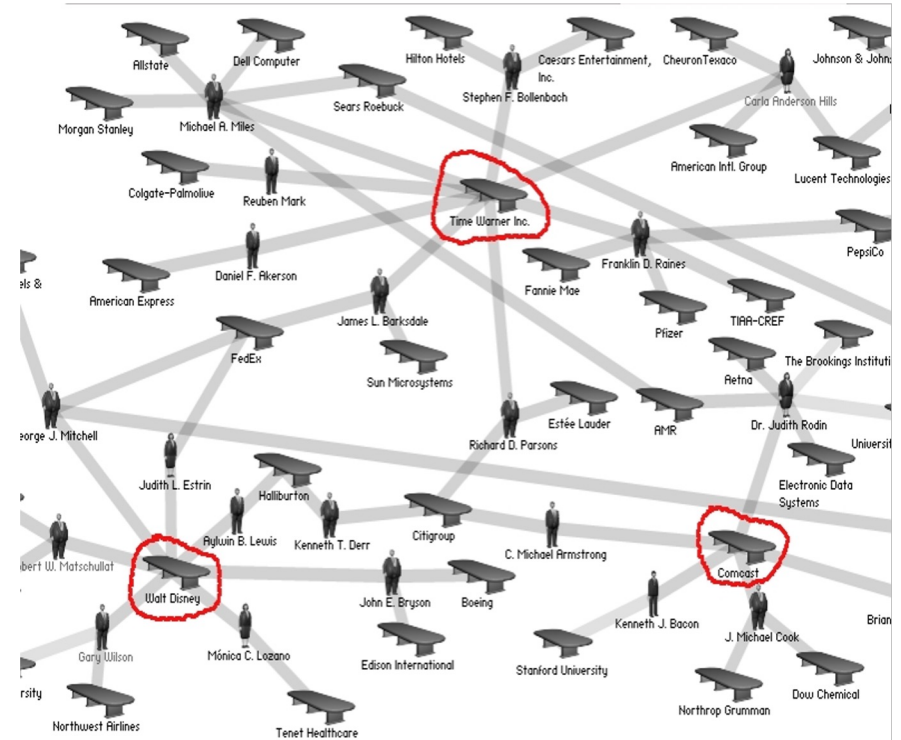 Allstate
Dell Computer
Hilton Hotels
Caesars Entertainment,
Inc.
ChevronTexaco
Johnson & John
Morgan Stanley
Michael A. Miles
Sears Roebuck
Stephen F. Bollenbach
Carla Anderson Hills
American Intl. Group
Lucent Technologies
Colgate-Palmolive
Reuben Mark
Time Warner Inc.
PepsiCo
els &
American Express
Daniel F. Akerson
Fannie Mae
Franklin D. Raines
James L. Barksdale
Pfizer
TIAA-CREF
FedEx
Sun Microsystems
The Brookings Instituti
Aetna
eorge J. Mitchell
Richard D. Parsons
Estée Lauder
AMR
Dr. Judith Rodin
Universit
Judith L. Estrin
Halliburton
Electronic Data
Systems
Aylwin B. Lewis
Kenneth T. Derr
Citigroup
C. Michael Armstrong
bert W. Matschullat
Walt Disney
John E. Bryson
Boeing
Comcast
Kenneth J. Bacon
J. Michael Cook
Brian
Gary Wilson
Mónica C. Lozano
Edison International
Stanford University
rsity
Northwest Airlines
Tenet Healthcare
Northrop Grumman
Dow Chemical